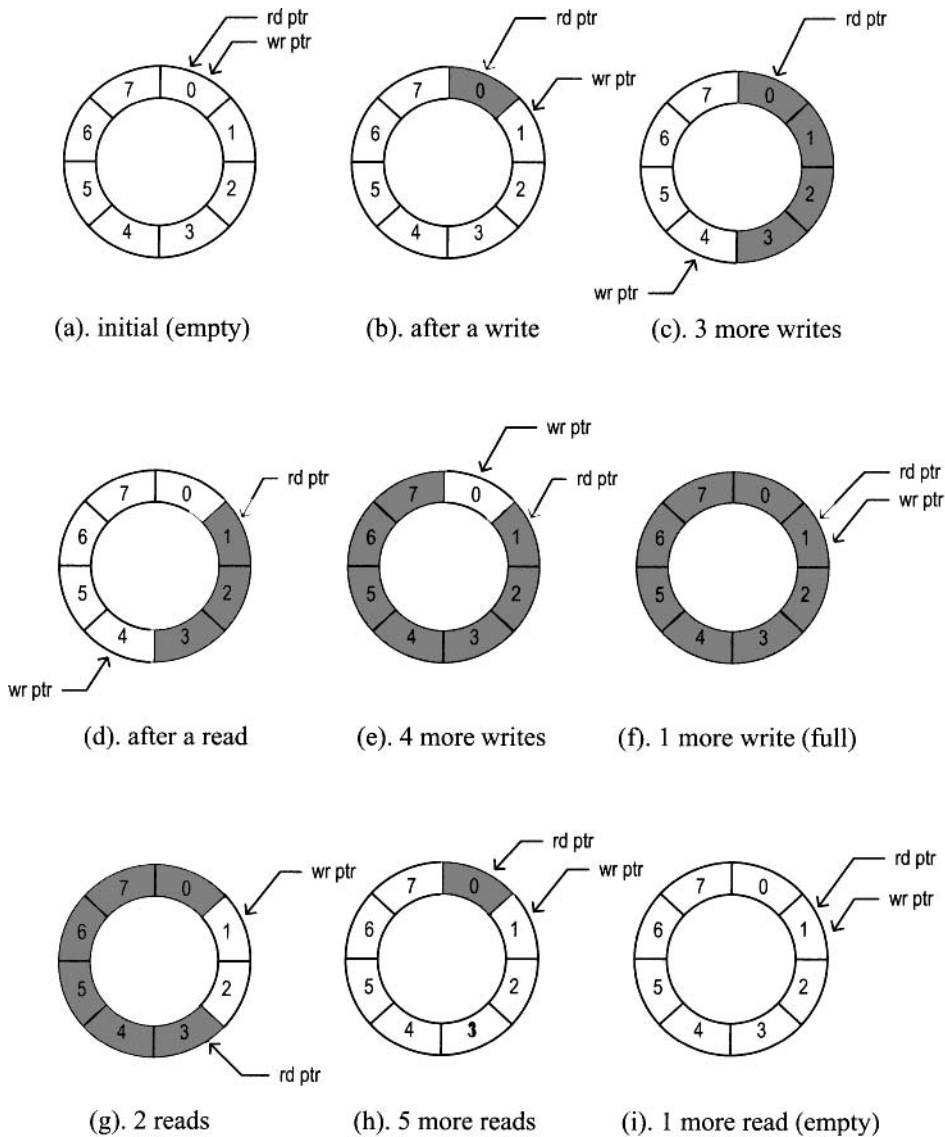 rd ptr
wr ptr
7 0
6 1
5 2
4 3
(a). initial (empty)
rd ptr
wr ptr
7 0
6 1
5 2
4 3
(b). after a write
rd ptr
7 0
6 1
5 2
4 3
wr ptr
(c). 3 more writes
rd ptr
7 0
6 1
5 2
4 3
wr ptr
(d). after a read
wr ptr
rd ptr
7 0
6 1
5 2
4 3
(e). 4 more writes
rd ptr
wr ptr
7 0
6 1
5 2
4 3
(f). 1 more write (full)
wr ptr
7 0
6 1
5 2
4 3
rd ptr
(g). 2 reads
rd ptr
wr ptr
7 0
6 1
5 2
4 3
(h). 5 more reads
rd ptr
wr ptr
7 0
6 1
5 2
4 3
(i). 1 more read (empty)